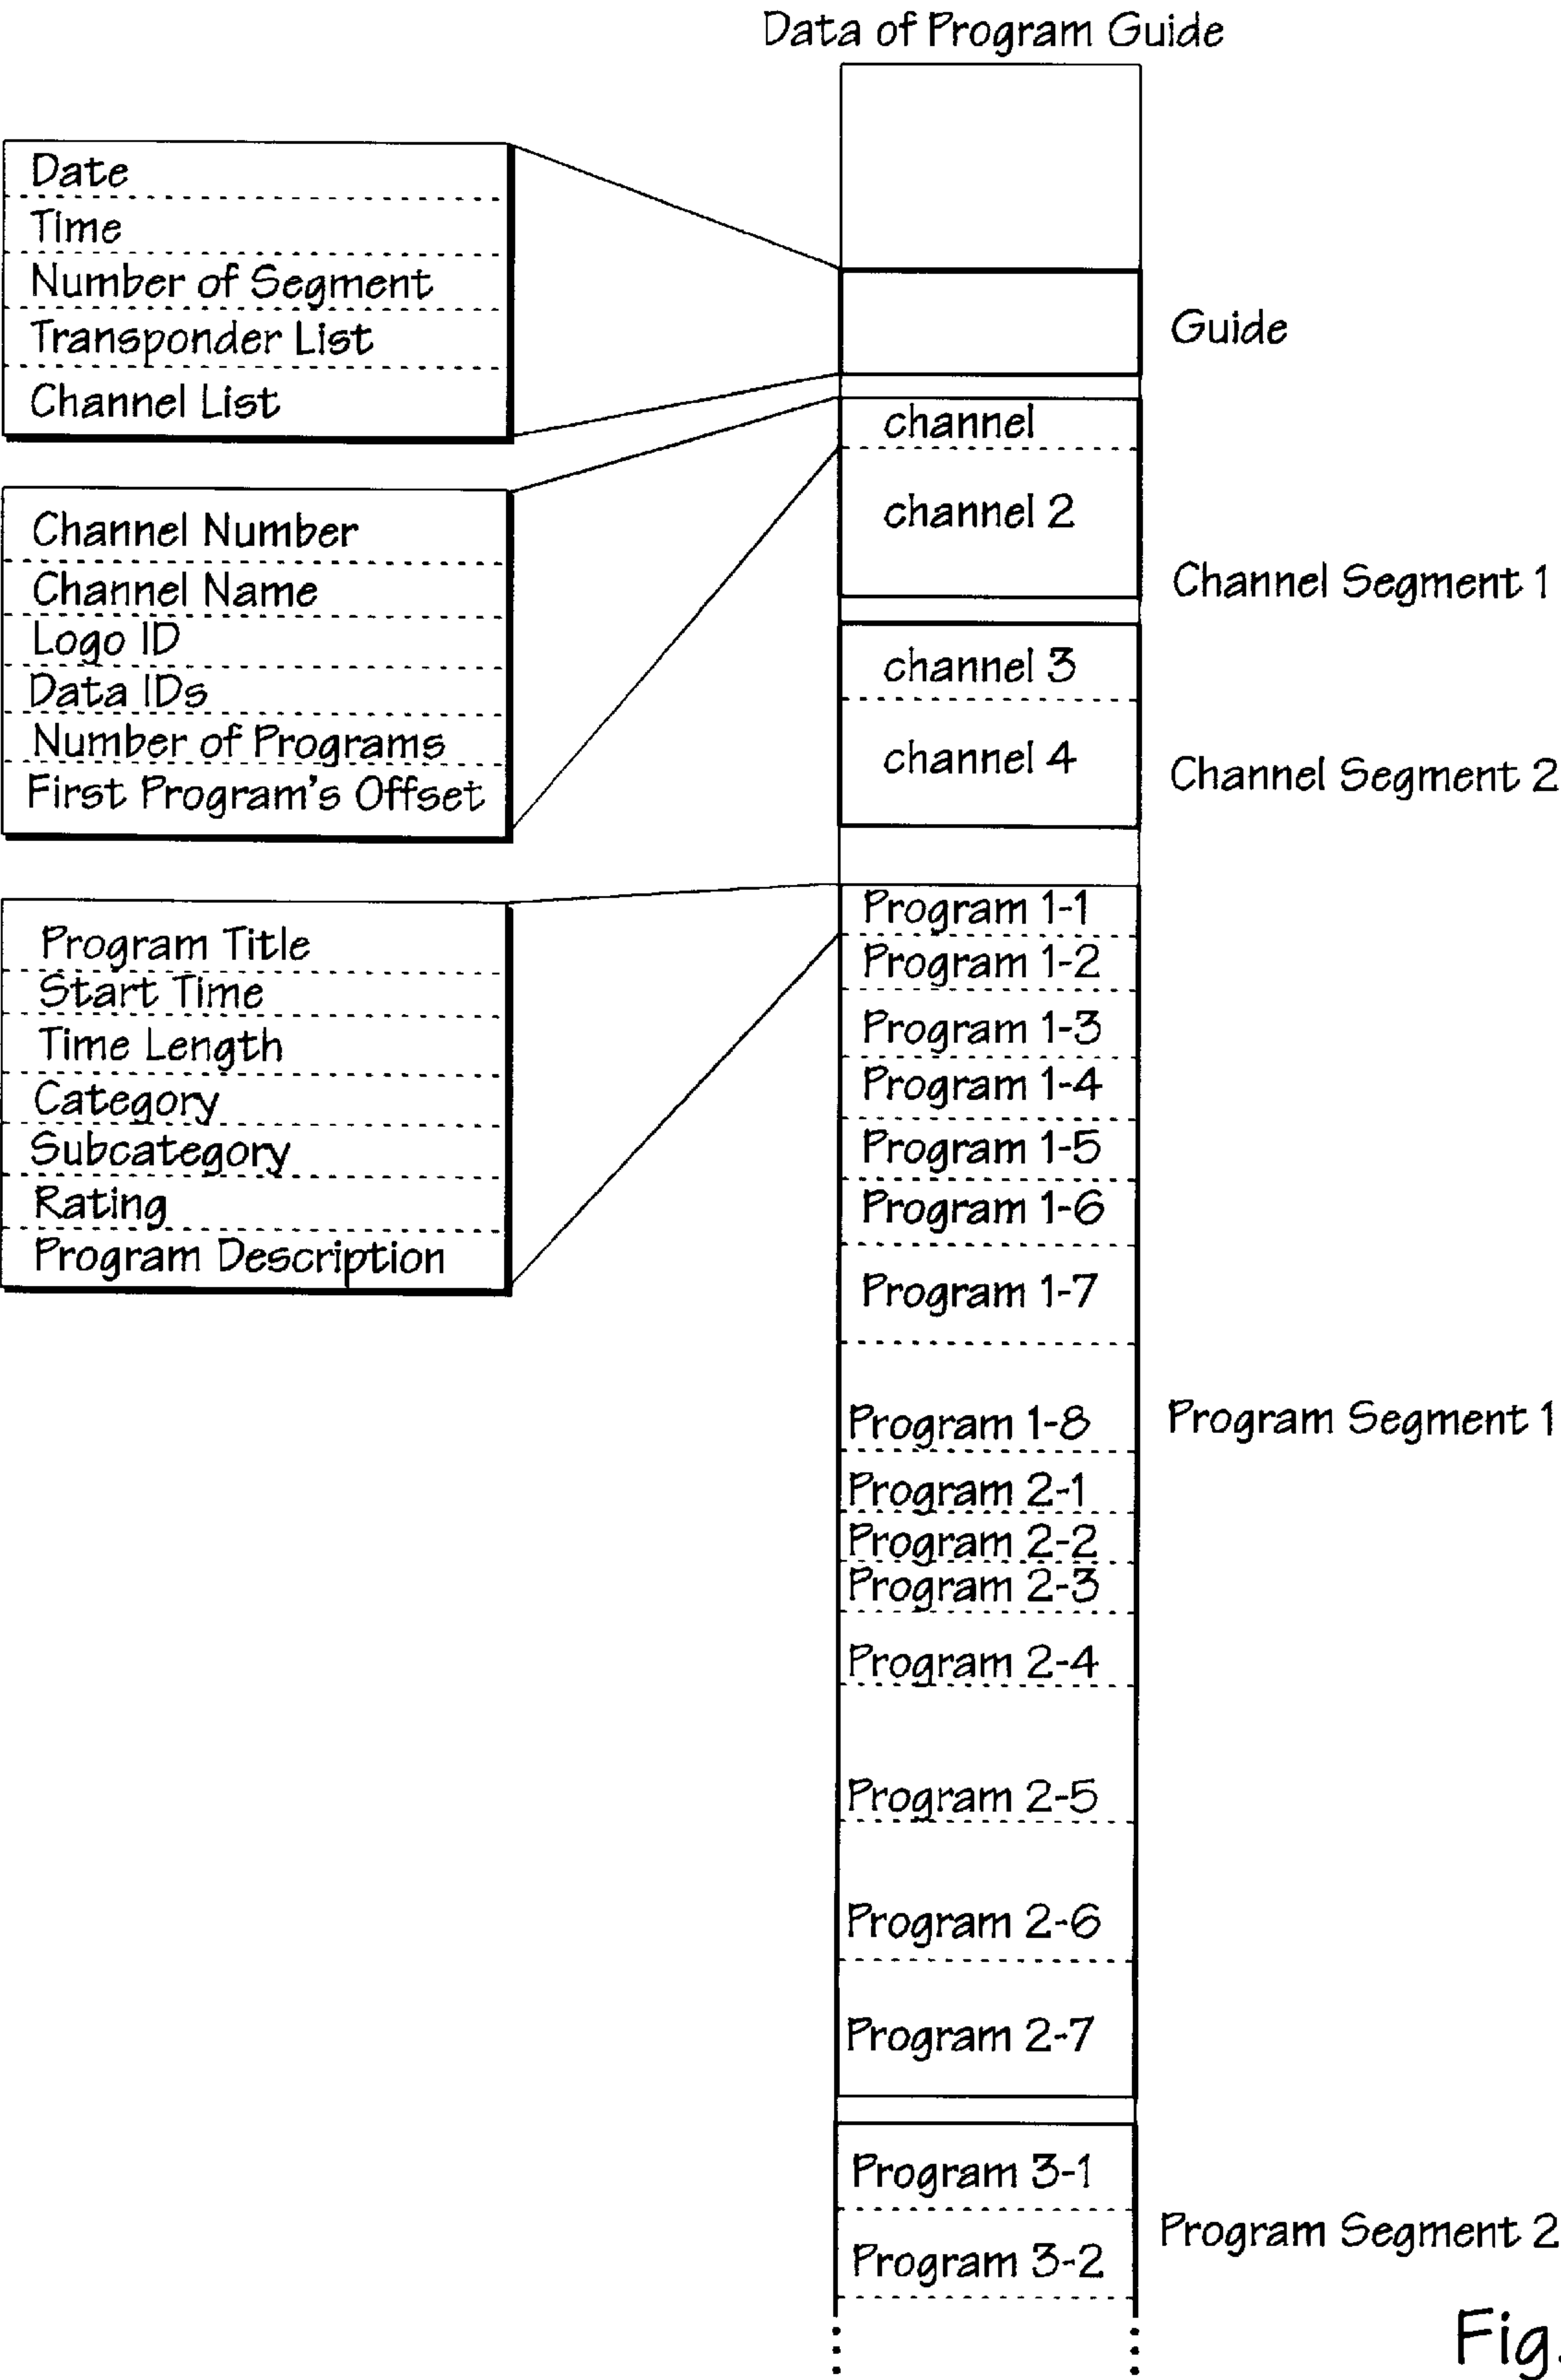 Data of Program Guide
Date
Time
Number of Segment
Transponder List
Channel List
Guide
Channel Number
Channel Name
Logo ID
Data IDs
Number of Programs
First Program's Offset
channel
channel 2
Channel Segment 1
channel 3
channel 4
Channel Segment 2
Program Title
Start Time
Time Length
Category
Subcategory
Rating
Program Description
Program 1-1
Program 1-2
Program 1-3
Program 1-4
Program 1-5
Program 1-6
Program 1-7
Program 1-8
Program 2-1
Program 2-2
Program 2-3
Program 2-4
Program 2-5
Program 2-6
Program 2-7
Program Segment 1
Program 3-1
Program 3-2
Program Segment 2
Fig.